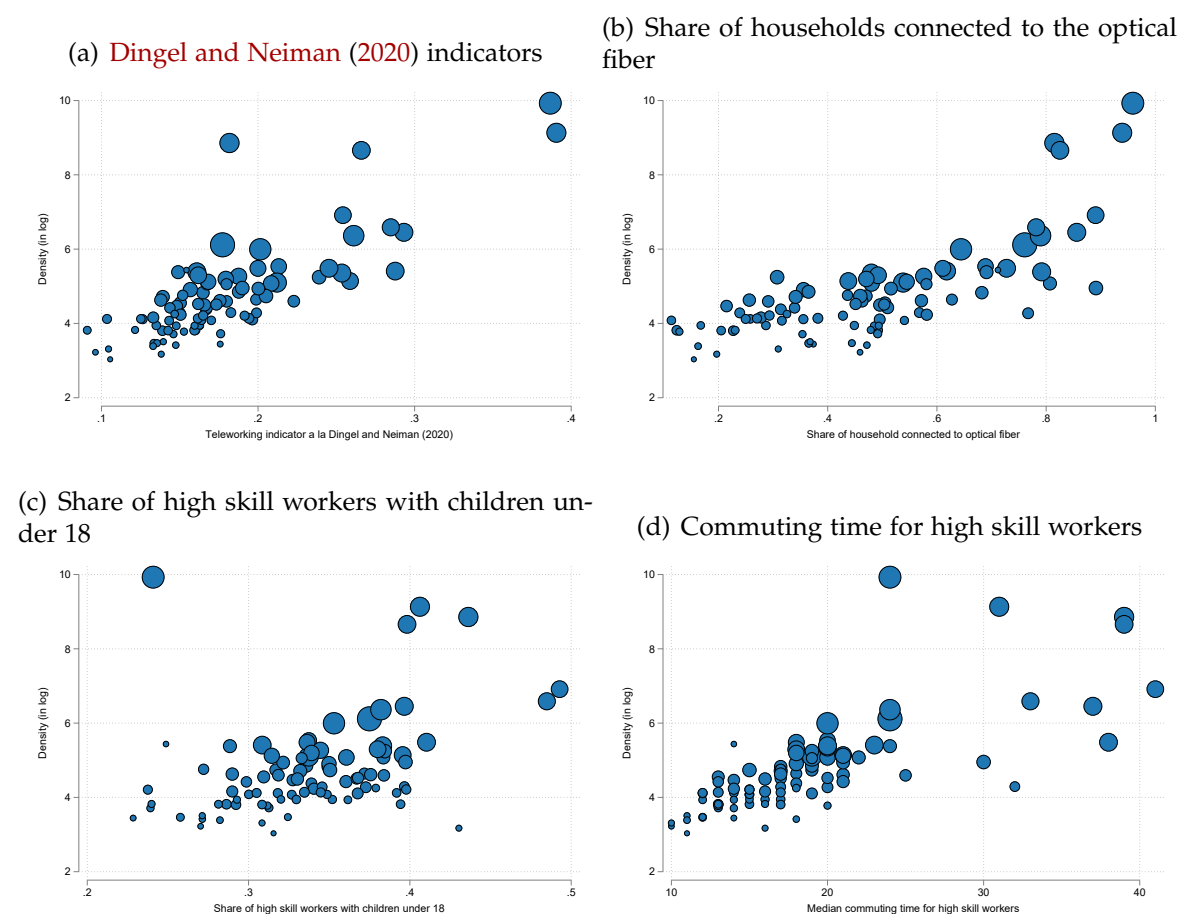 (a) Dingel and Neiman (2020) indicators
(b) Share of households connected to the optical
fiber
10
8
6
4
2
Density (in log)
.1
.2
.3
.4
Teleworking indicator a la Dingel and Neiman (2020)
10
8
6
4
2
Density (in log)
.2
.4
.6
.8
1
Share of household connected to optical fiber
(c) Share of high skill workers with children un-
der 18
(d) Commuting time for high skill workers
10
8
6
4
2
Density (in log)
.2
.3
.4
.5
Share of high skill workers with children under 18
10
8
6
4
2
Density (in log)
10
20
30
40
Median commuting time for high skill workers